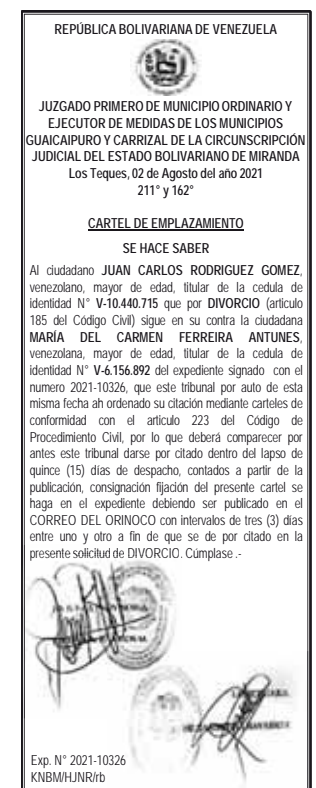 REPÚBLICA BOLIVARIANA DE VENEZUELA
JUZGADO PRIMERO DE MUNICIPIO ORDINARIO Y
EJECUTOR DE MEDIDAS DE LOS MUNICIPIOS
GUAICAIPURO Y CARRIZAL DE LA CIRCUNSCRIPCIÓN
JUDICIAL DEL ESTADO BOLIVARIANO DE MIRANDA
Los Teques, 02 de Agosto del año 2021
211° y 162°
CARTEL DE EMPLAZAMIENTO
SE HACE SABER
Al ciudadano JUAN CARLOS RODRIGUEZ GOMEZ,
venezolano, mayor de edad, titular de la cedula de
identidad N° V-10.440.715 que por DIVORCIO (articulo
185 del Código Civil) sigue en su contra la ciudadana
MARÍA DEL CARMEN FERREIRA ANTUNES,
venezolana, mayor de edad, titular de la cedula de
identidad N° V-6.156.892 del expediente signado con el
numero 2021-10326, que este tribunal por auto de esta
misma fecha ah ordenado su citación mediante carteles de
conformidad con el articulo 223 del Código de
Procedimiento Civil, por lo que deberá comparecer por
antes este tribunal darse por citado dentro del lapso de
quince (15) días de despacho, contados a partir de la
publicación, consignación fijación del presente cartel se
haga en el expediente debiendo ser publicado en el
CORREO DEL ORINOCO con intervalos de tres (3) días
entre uno y otro a fin de que se de por citado en la
presente solicitud de DIVORCIO. Cúmplase .-
Exp. N° 2021-10326
KNBM/HJNR/rb